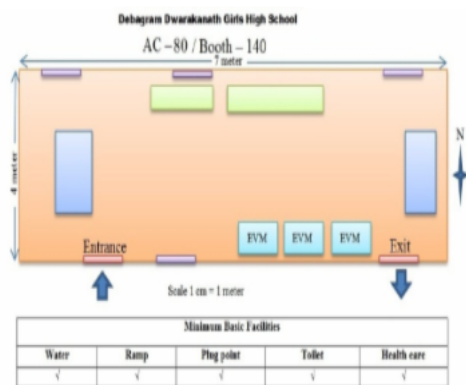 Debagram Dwarakanath Girls High School
AC – 80 / Booth – 140
7 meter
4 meter
N
EVM EVM EVM
Entrance Exit
Scale 1 cm = 1 meter
Minimum Basic Facilities
Water Ramp Plug point Toilet Health care
√ √ √ √ √